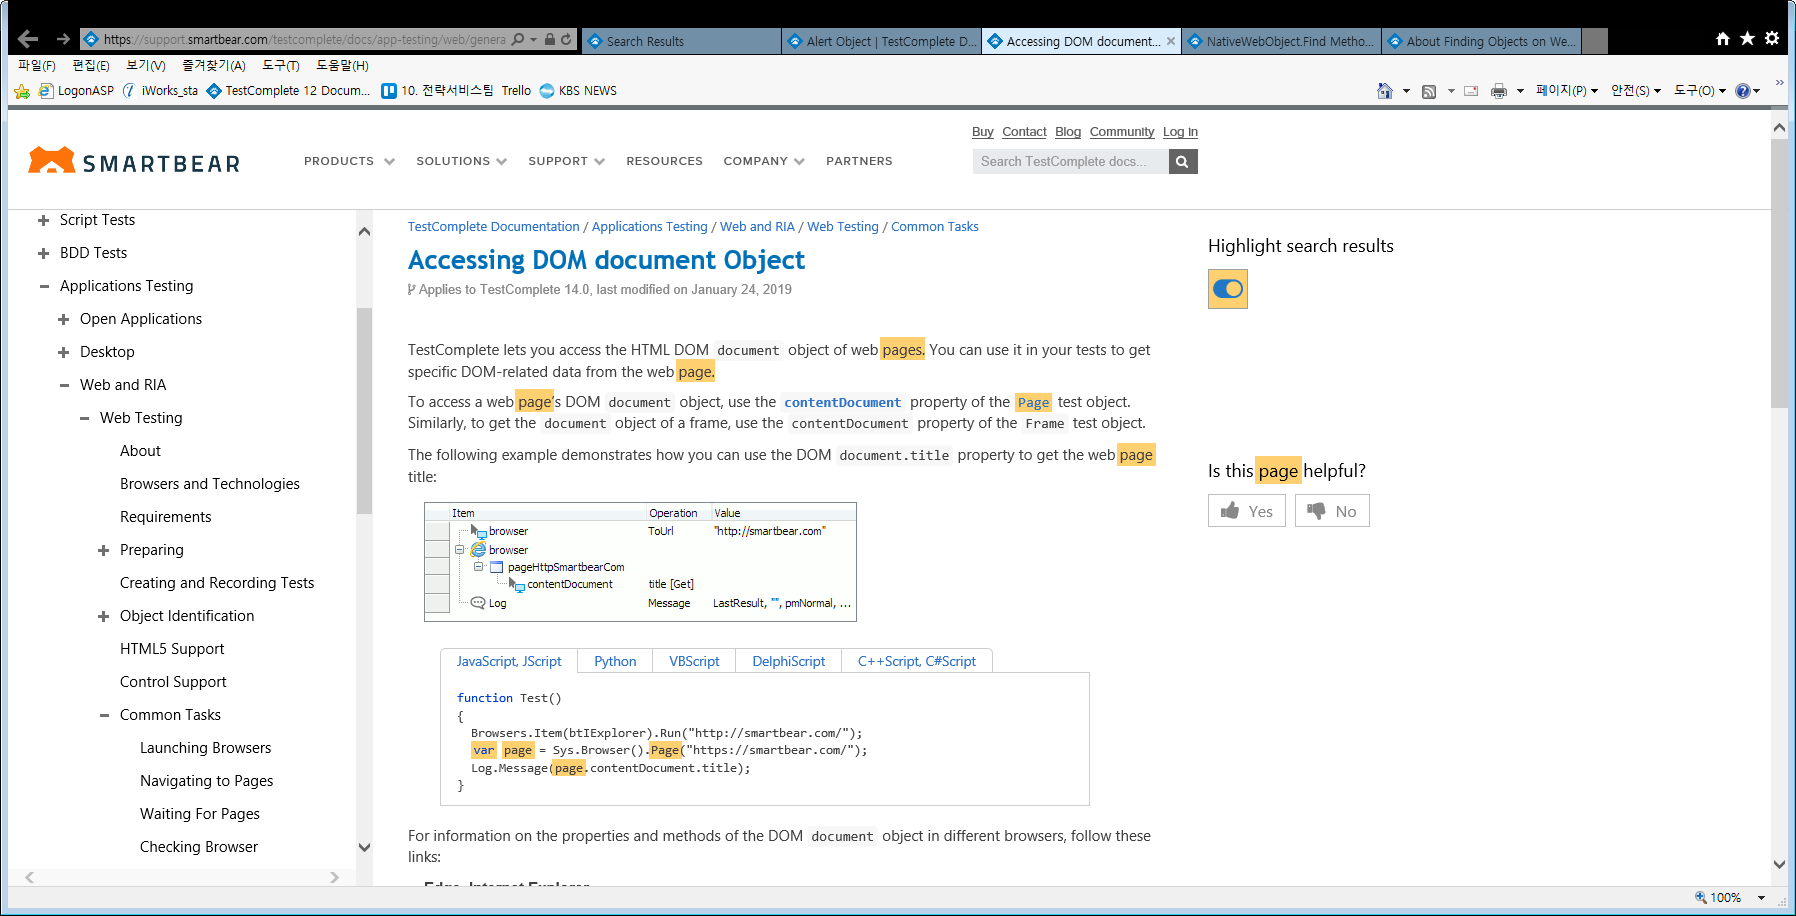 https://support.smartbear.com/testcomplete/docs/app-testing/web/genera
Search Results
Alert Object | TestComplete D...
Accessing DOM document...
NativeWebObject.Find Metho...
About Finding Objects on We...
파일(F) 편집(E) 보기(V) 즐겨찾기(A) 도구(T) 도움말(H)
LogonASP iWorks_sta TestComplete 12 Docum... 10. 전략서비스팀 Trello KBS NEWS
페이지(P) 안전(S) 도구(O)
Buy Contact Blog Community Log in
SMARTBEAR
PRODUCTS SOLUTIONS SUPPORT RESOURCES COMPANY PARTNERS
Search TestComplete docs...
Script Tests
BDD Tests
Applications Testing
Open Applications
Desktop
Web and RIA
Web Testing
About
Browsers and Technologies
Requirements
Preparing
Creating and Recording Tests
Object Identification
HTML5 Support
Control Support
Common Tasks
Launching Browsers
Navigating to Pages
Waiting For Pages
Checking Browser
TestComplete Documentation / Applications Testing / Web and RIA / Web Testing / Common Tasks
Accessing DOM document Object
Applies to TestComplete 14.0, last modified on January 24, 2019
TestComplete lets you access the HTML DOM document object of web pages. You can use it in your tests to get
specific DOM-related data from the web page.
To access a web page's DOM document object, use the contentDocument property of the Page test object.
Similarly, to get the document object of a frame, use the contentDocument property of the Frame test object.
The following example demonstrates how you can use the DOM document.title property to get the web page
title:
Item Operation Value
browser ToUrl "http://smartbear.com"
browser
pageHttpSmartbearCom
contentDocument title [Get]
Log Message LastResult, "", pmNormal, ...
JavaScript, JScript Python VBScript DelphiScript C++Script, C#Script
function Test()
{
Browsers.Item(btIExplorer).Run("http://smartbear.com/");
var page = Sys.Browser().Page("https://smartbear.com/");
Log.Message(page.contentDocument.title);
}
For information on the properties and methods of the DOM document object in different browsers, follow these
links:
Edge, Internet Explorer
Highlight search results
Is this page helpful?
Yes No
100%